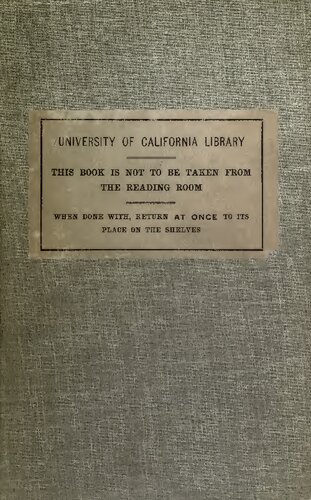 UNIVERSITY OF CALIFORNIA LIBRARY
THIS BOOK IS NOT TO BE TAKEN FROM
THE READING ROOM
WHEN DONE WITH, RETURN AT ONCE TO ITS
PLACE ON THE SHELVES